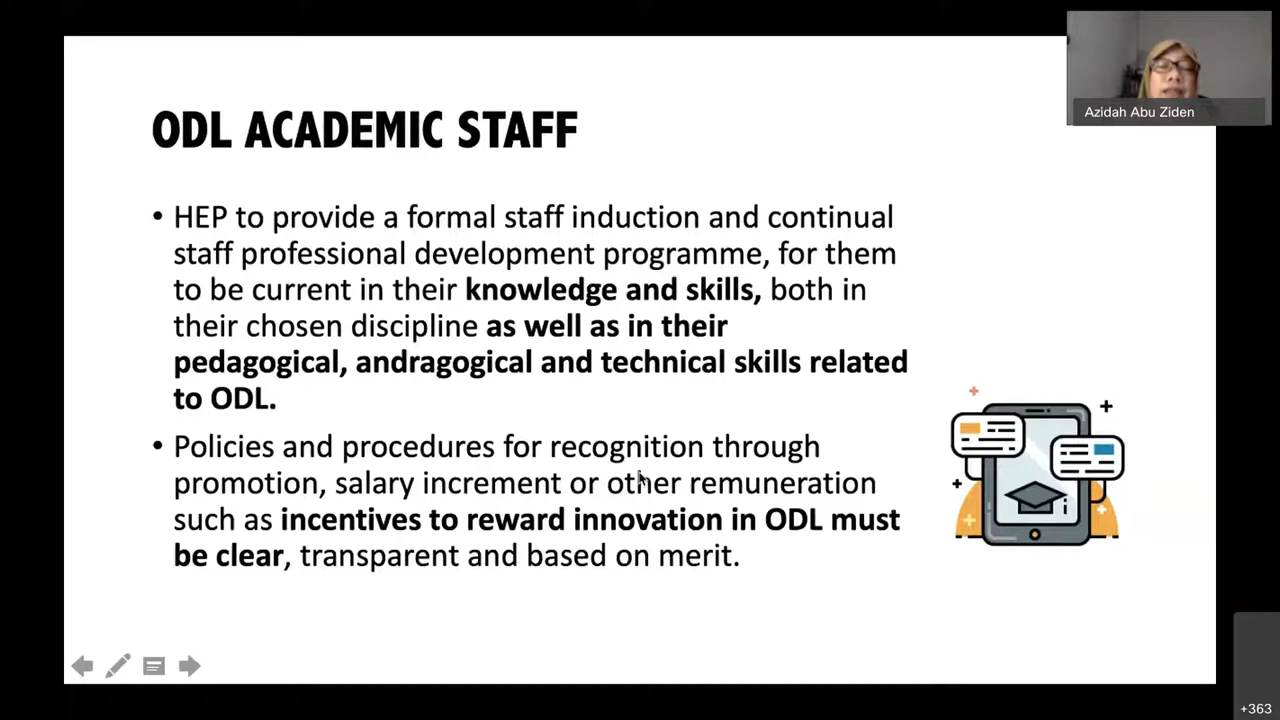 Azidah Abu Ziden
ODL ACADEMIC STAFF
• HEP to provide a formal staff induction and continual
staff professional development programme, for them
to be current in their knowledge and skills, both in
their chosen discipline as well as in their
pedagogical, andragogical and technical skills related
to ODL.
• Policies and procedures for recognition through
promotion, salary increment or other remuneration
such as incentives to reward innovation in ODL must
be clear, transparent and based on merit.
+363